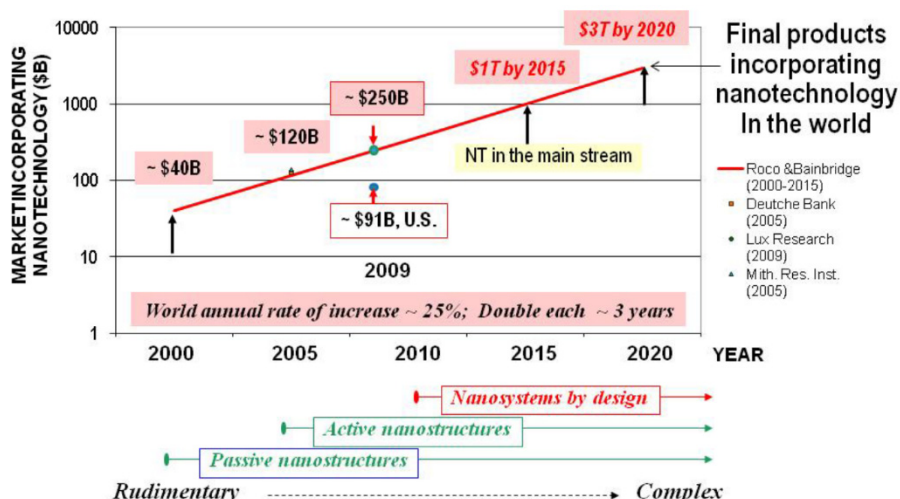 MARKETINCORPORATING
NANOTECHNOLOGY ($B)
10000
1000
100
10
1
~ $40B
~ $120B
~ $250B
~ $91B, U.S.
2009
$1T by 2015
$3T by 2020
NT in the main stream
World annual rate of increase ~ 25%; Double each ~ 3 years
2000
2005
2010
2015
2020
YEAR
Final products
incorporating
nanotechnology
In the world
Roco &Bainbridge
(2000-2015)
Deutche Bank
(2005)
Lux Research
(2009)
Mith. Res. Inst.
(2005)
Nanosystems by design
Active nanostructures
Passive nanostructures
Rudimentary
Complex